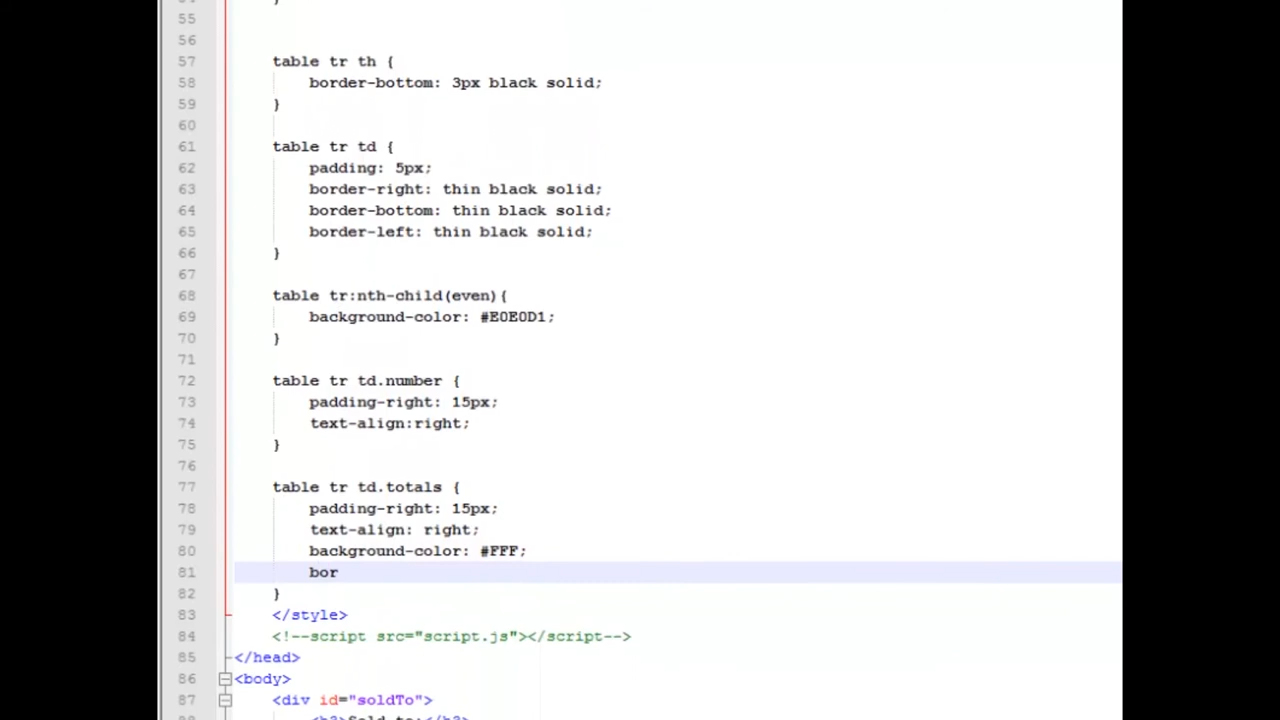 55
56
57 table tr th {
58 border-bottom: 3px black solid;
59 }
60
61 table tr td {
62 padding: 5px;
63 border-right: thin black solid;
64 border-bottom: thin black solid;
65 border-left: thin black solid;
66 }
67
68 table tr:nth-child(even){
69 background-color: #E0E0D1;
70 }
71
72 table tr td.number {
73 padding-right: 15px;
74 text-align:right;
75 }
76
77 table tr td.totals {
78 padding-right: 15px;
79 text-align: right;
80 background-color: #FFF;
81 bor
82 }
83 </style>
84 <!--script src="script.js"></script-->
85 </head>
86 <body>
87 <div id="soldTo">